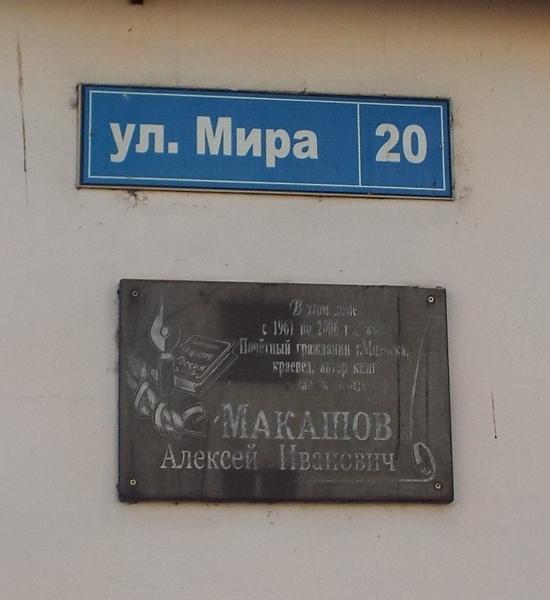 ул. Мира 20
В этом доме
с 1961 по 2006 г. жил
Почётный гражданин г.Мценска,
краевед, автор книг
МАКАШОВ
Алексей Иванович